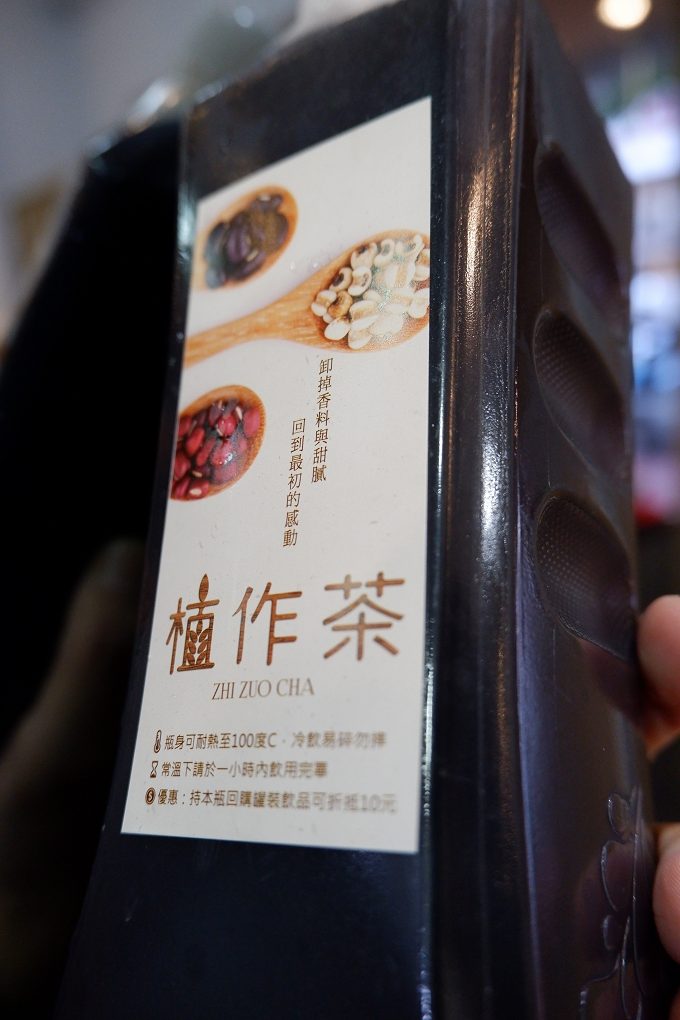 卸掉香料與甜膩
回到最初的感動
植作茶
ZHI ZUO CHA
瓶身可耐熱至100度C．冷飲易碎勿摔
常溫下請於一小時內飲用完畢
優惠：持本瓶回購罐裝飲品可折抵10元